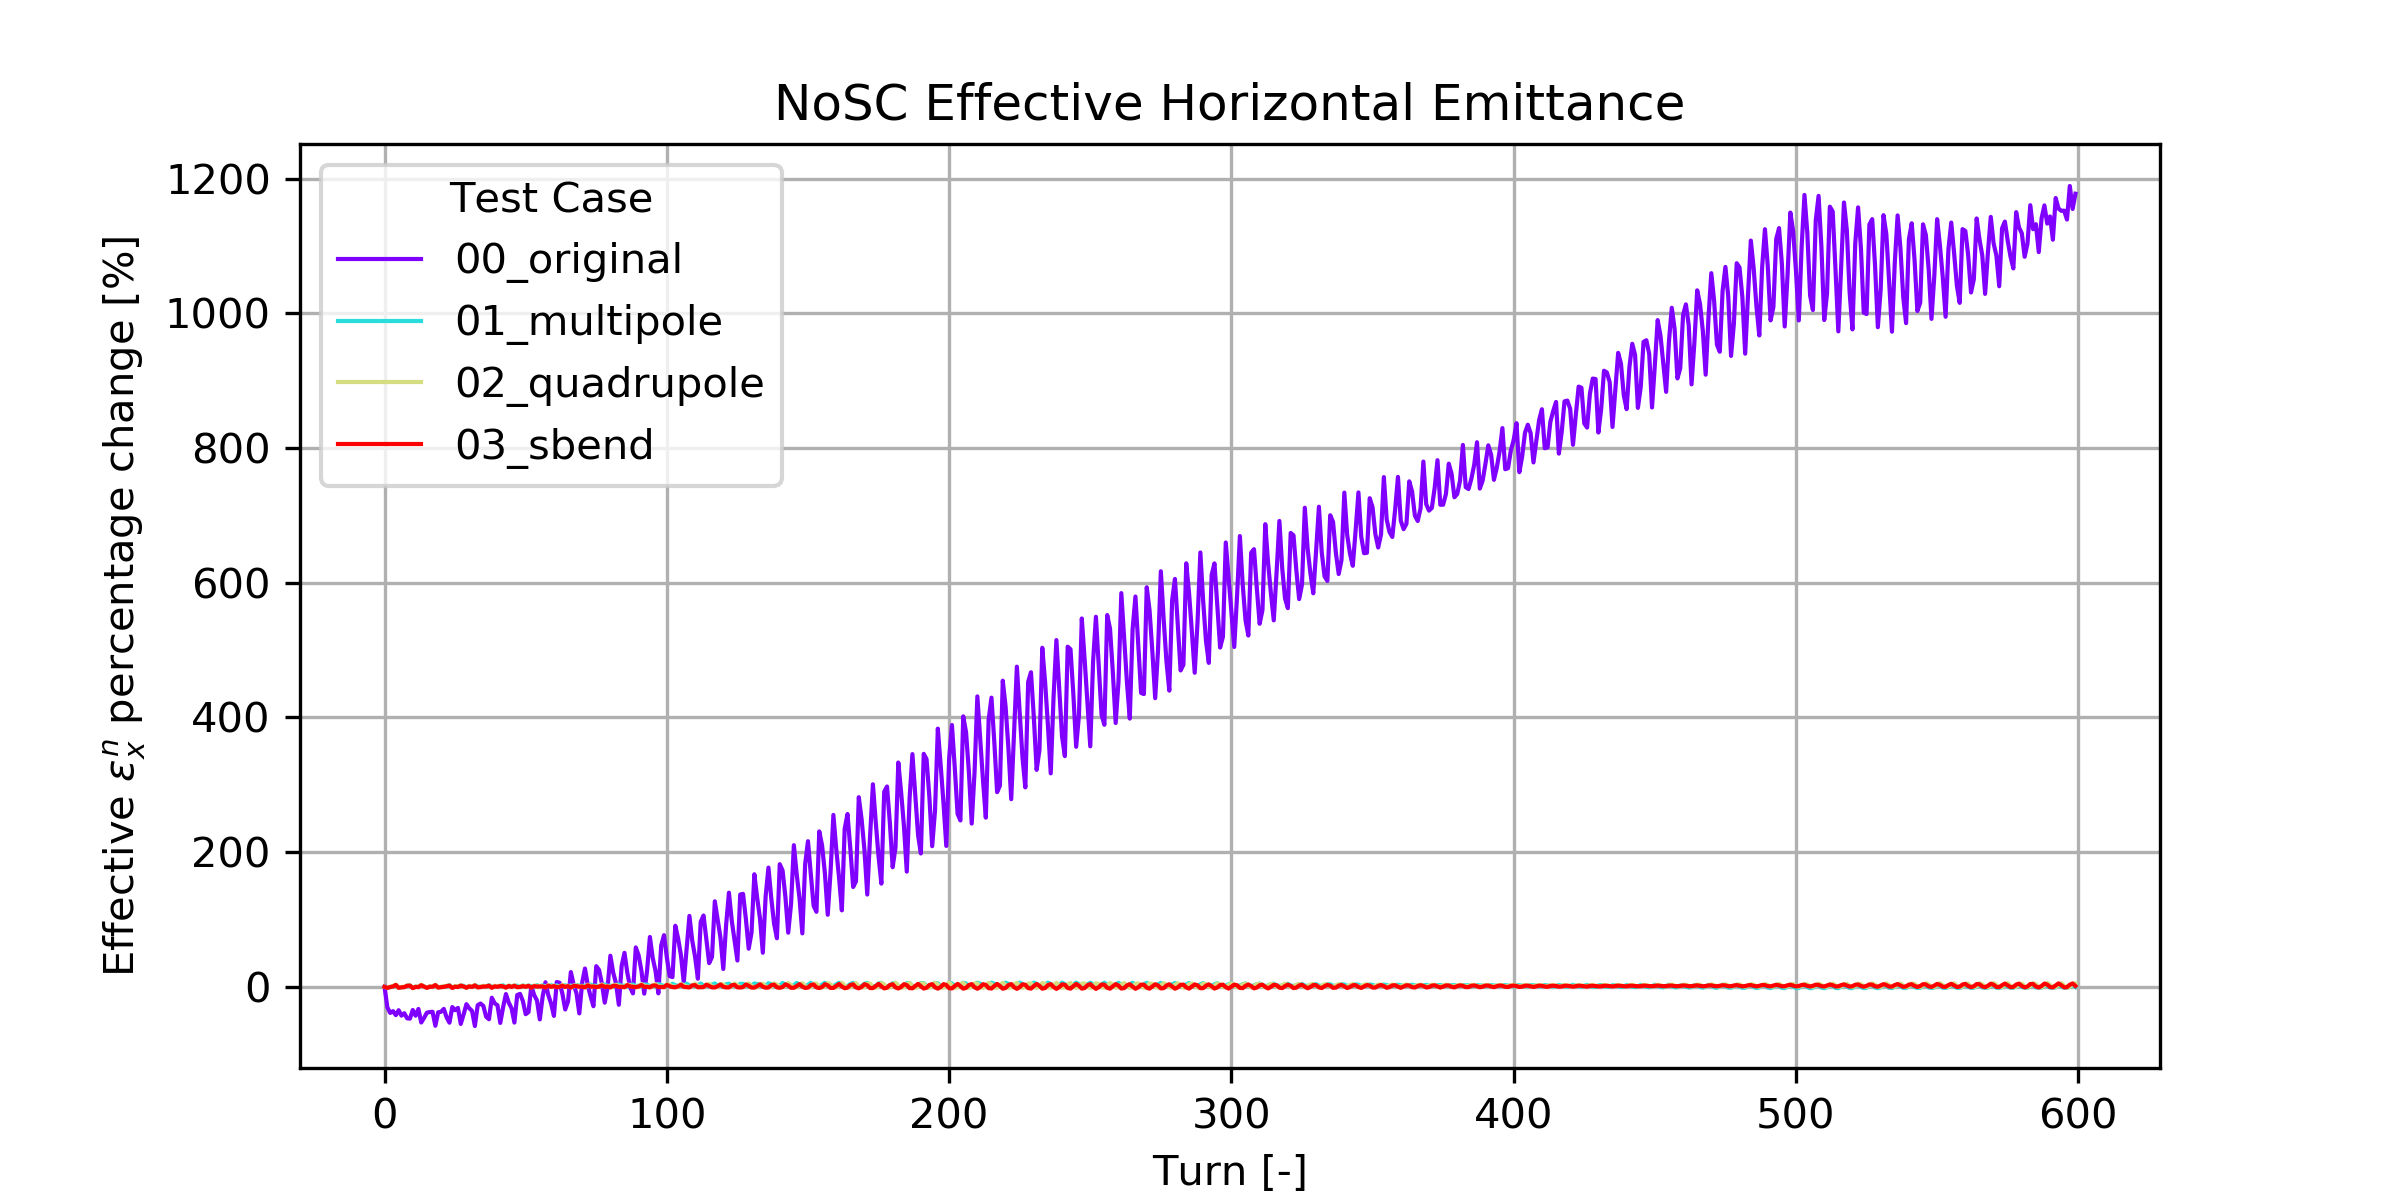 NoSC Effective Horizontal Emittance
Effective εₓⁿ percentage change [%]
1200
1000
800
600
400
200
0
Test Case
00_original
01_multipole
02_quadrupole
03_sbend
0 100 200 300 400 500 600
Turn [-]